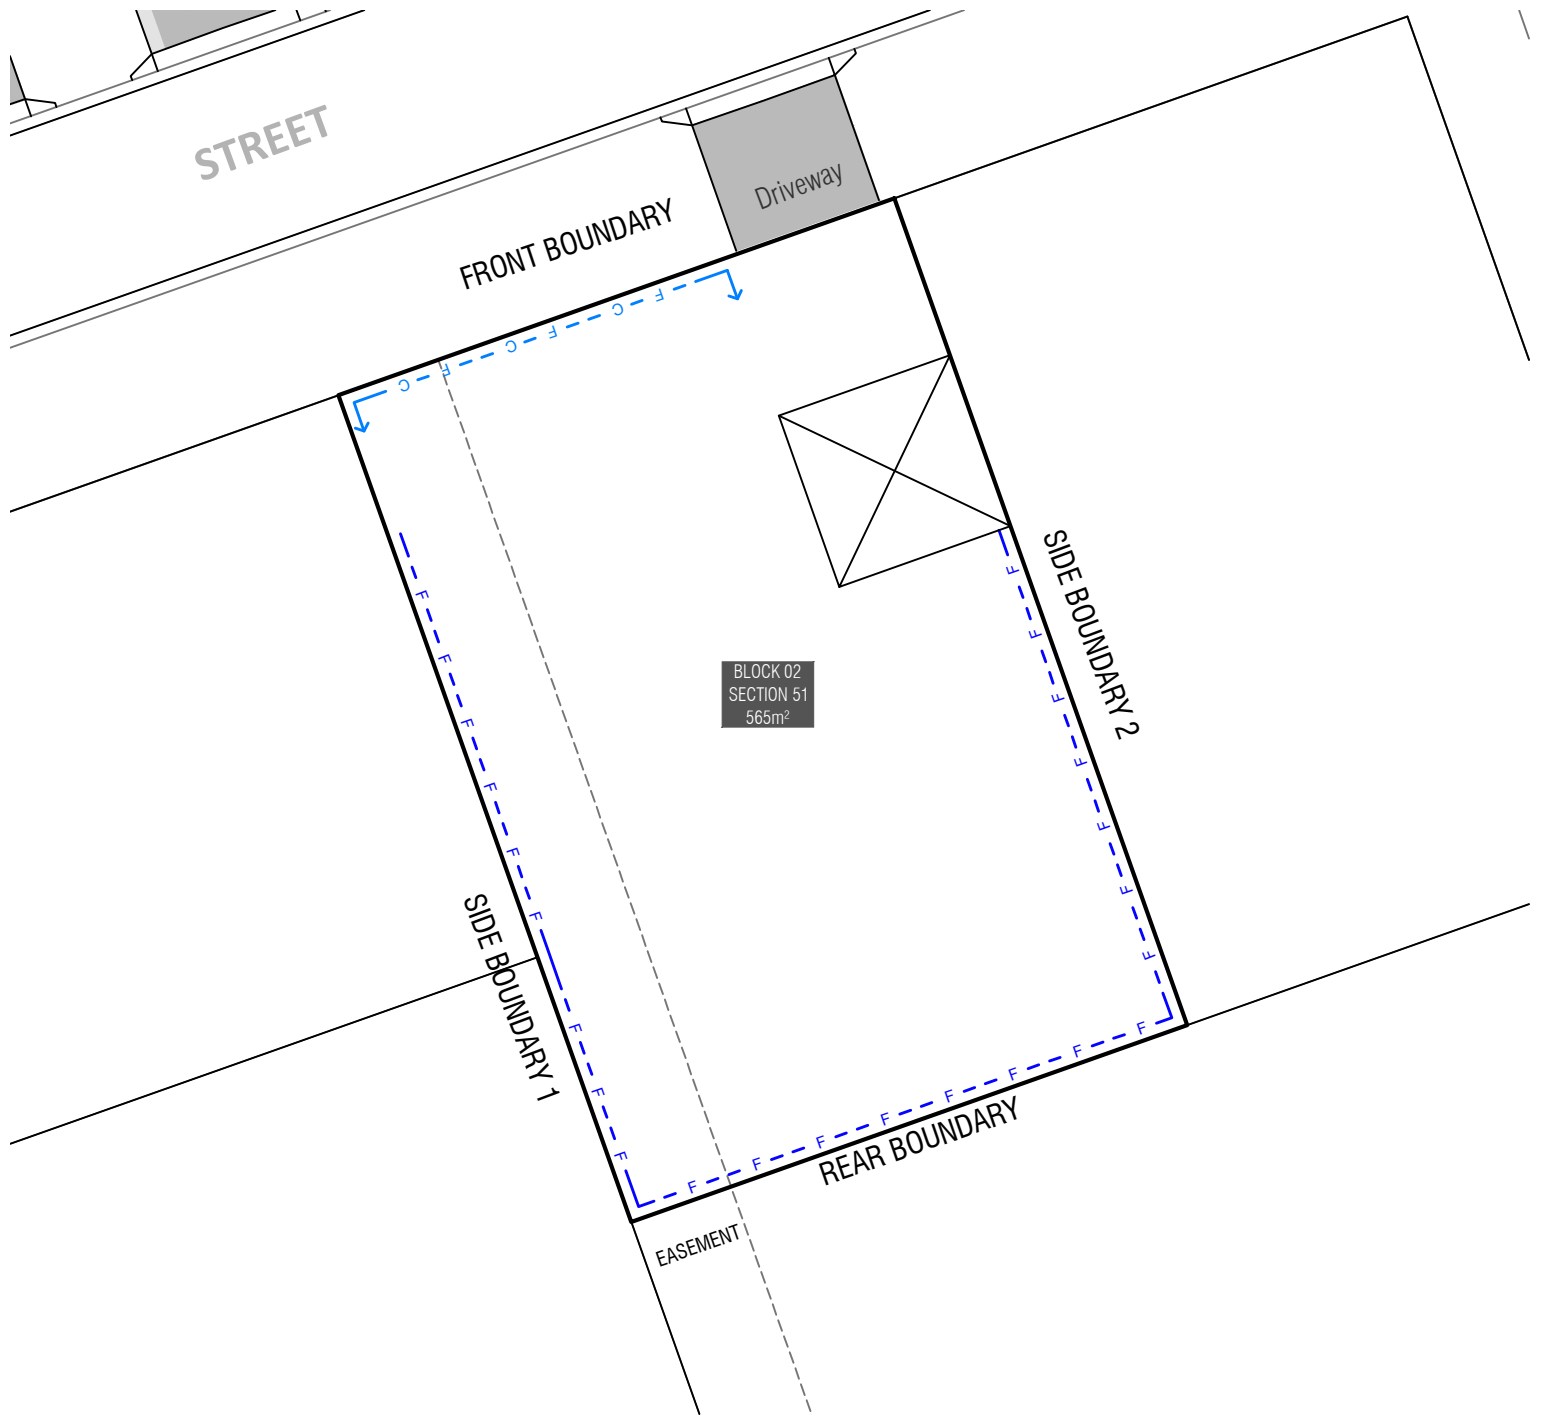 STREET
Driveway
FRONT BOUNDARY
F C F C F C
SIDE BOUNDARY 2
BLOCK 02
SECTION 51
565m²
SIDE BOUNDARY 1
F F F F F F F F F
F F F F F F F
F F F F F F F F
REAR BOUNDARY
EASEMENT